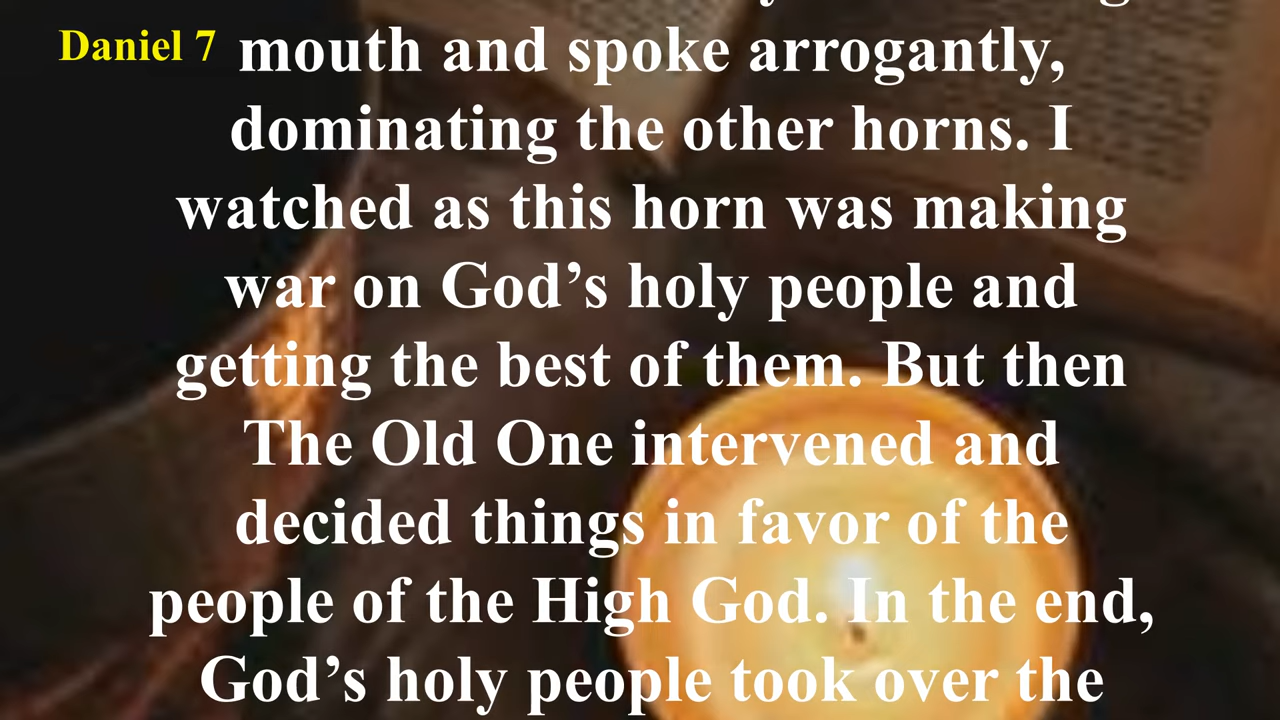 Daniel 7
mouth and spoke arrogantly,
dominating the other horns. I
watched as this horn was making
war on God’s holy people and
getting the best of them. But then
The Old One intervened and
decided things in favor of the
people of the High God. In the end,
God’s holy people took over the